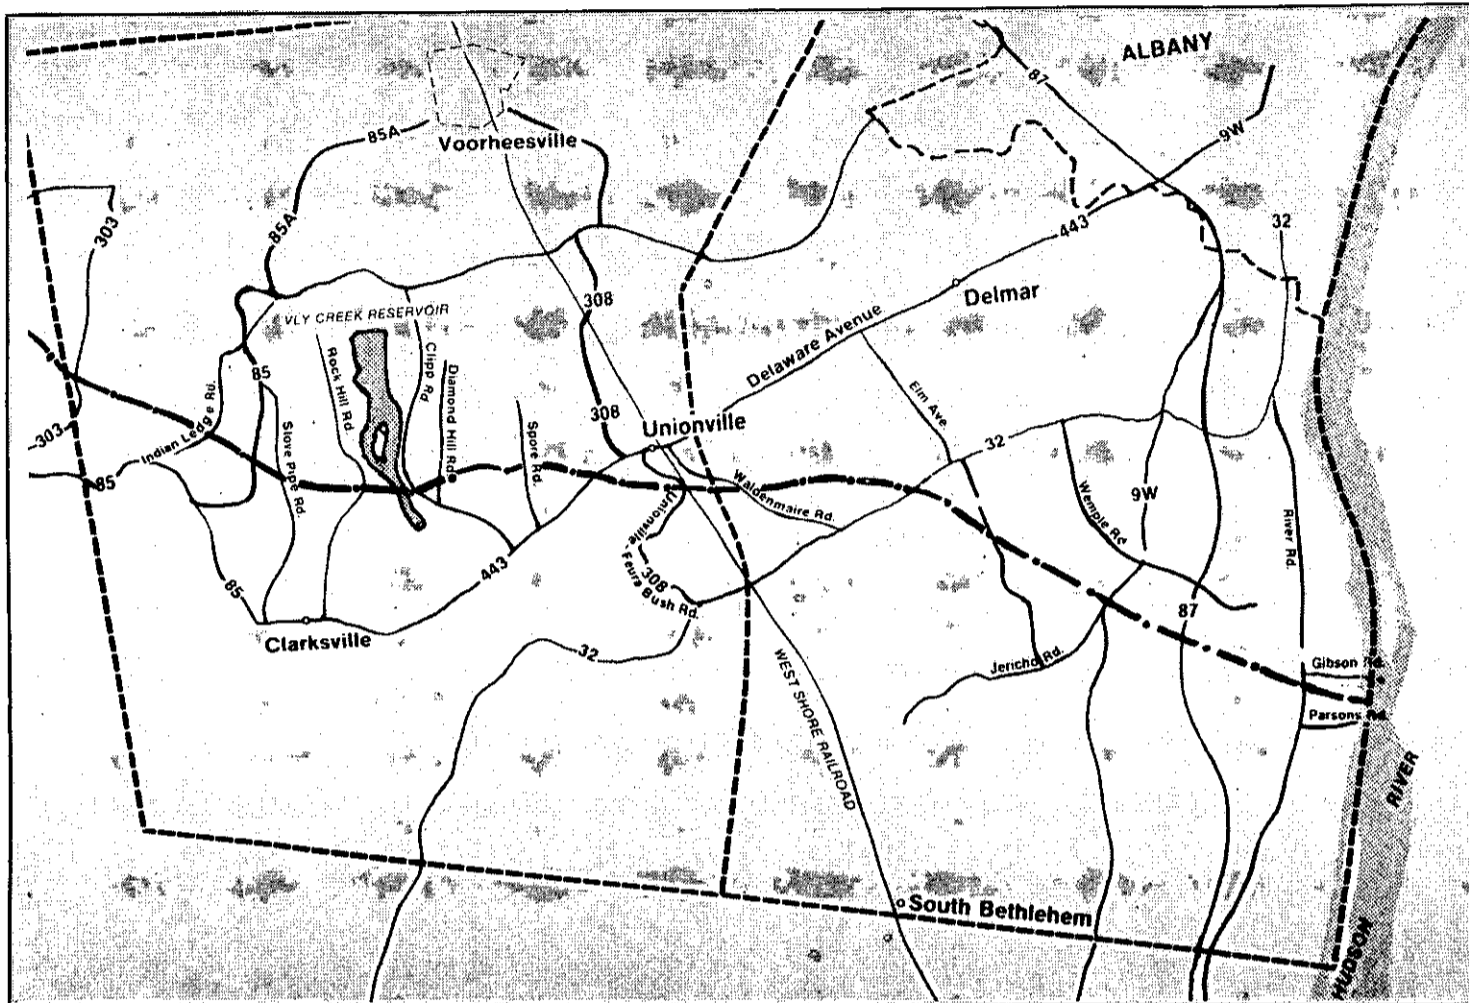 ALBANY
87
9W
85A
Voorheesville
303
85A
443
32
308
Delmar
VLY CREEK RESERVOIR
Delaware Avenue
Rock Hill Rd.
Clipp Rd
85
Diamond Hill Rd.
Elm Ave.
Indian Ledge Rd.
308
Unionville
303
Slove Pipe Rd.
Spore Rd.
32
85
Waldenmaire Rd.
9W
Wemple Rd
River Rd.
Unionsville
Feura Bush Rd.
308
443
85
87
Clarksville
32
WEST SHORE RAILROAD
Jericho Rd.
Gibson Rd.
Parsons Rd.
South Bethlehem
HUDSON
RIVER